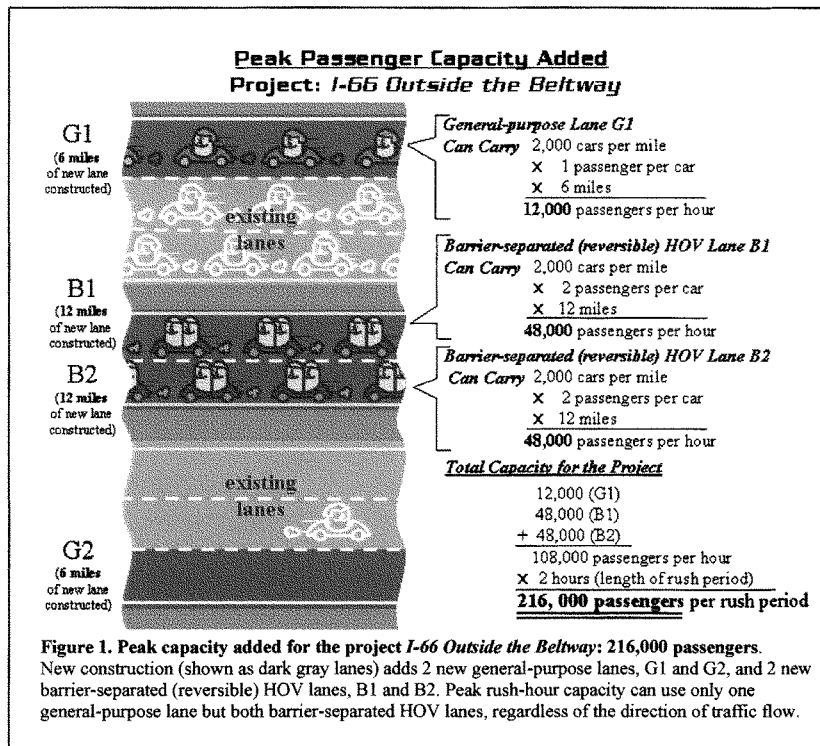 Peak Passenger Capacity Added
Project: I-66 Outside the Beltway
G1
(6 miles
of new lane
constructed)
existing
lanes
B1
(12 miles
of new lane
constructed)
B2
(12 miles
of new lane
constructed)
existing
lanes
G2
(6 miles
of new lane
constructed)
General-purpose Lane G1
Can Carry 2,000 cars per mile
x 1 passenger per car
x 6 miles
12,000 passengers per hour
Barrier-separated (reversible) HOV Lane B1
Can Carry 2,000 cars per mile
x 2 passengers per car
x 12 miles
48,000 passengers per hour
Barrier-separated (reversible) HOV Lane B2
Can Carry 2,000 cars per mile
x 2 passengers per car
x 12 miles
48,000 passengers per hour
Total Capacity for the Project
12,000 (G1)
48,000 (B1)
+ 48,000 (B2)
108,000 passengers per hour
x 2 hours (length of rush period)
216, 000 passengers per rush period
Figure 1. Peak capacity added for the project I-66 Outside the Beltway: 216,000 passengers.
New construction (shown as dark gray lanes) adds 2 new general-purpose lanes, G1 and G2, and 2 new
barrier-separated (reversible) HOV lanes, B1 and B2. Peak rush-hour capacity can use only one
general-purpose lane but both barrier-separated HOV lanes, regardless of the direction of traffic flow.